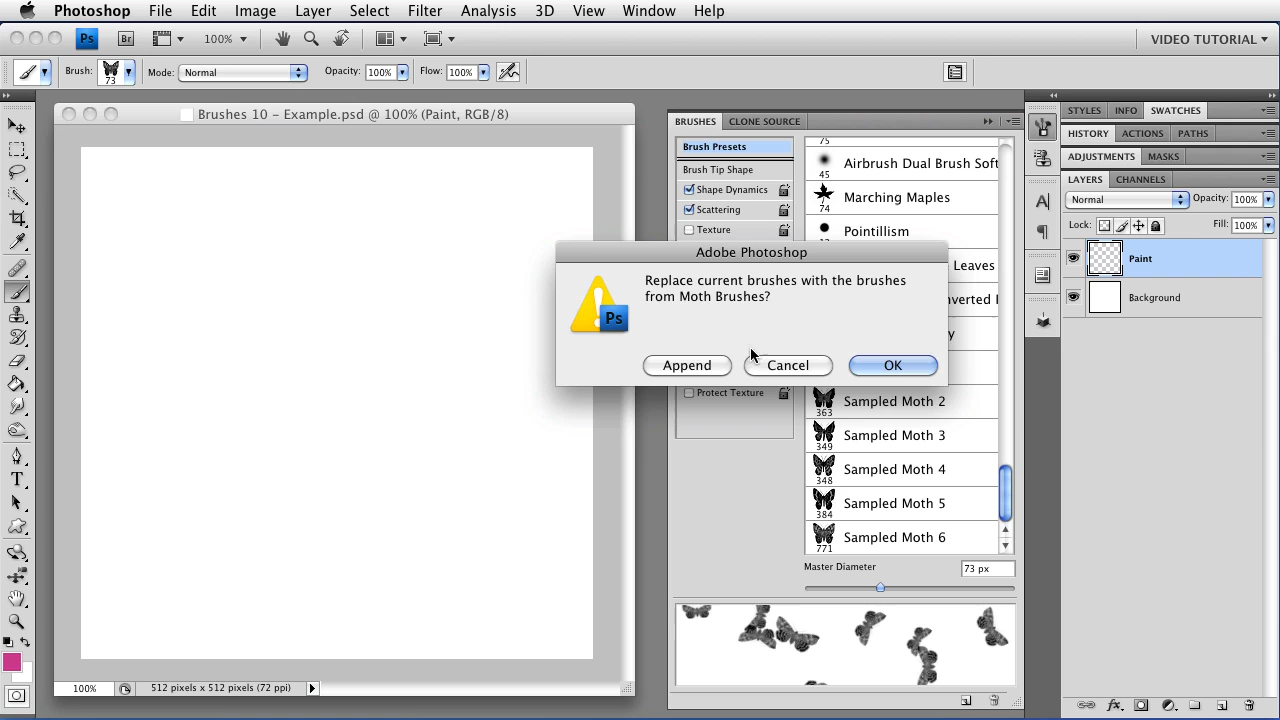 Photoshop File Edit Image Layer Select Filter Analysis 3D View Window Help
Ps Br 100% VIDEO TUTORIAL
Brush: 73 Mode: Normal Opacity: 100% Flow: 100%
Brushes 10 – Example.psd @ 100% (Paint, RGB/8)
100% 512 pixels x 512 pixels (72 ppi)
BRUSHES CLONE SOURCE
Brush Presets
Brush Tip Shape
Shape Dynamics
Scattering
Texture
Protect Texture
75
Airbrush Dual Brush Soft
45
Marching Maples
74
Pointillism
Leaves
nverted
y
Sampled Moth 2
363
Sampled Moth 3
349
Sampled Moth 4
348
Sampled Moth 5
384
Sampled Moth 6
771
Master Diameter 73 px
Adobe Photoshop
Replace current brushes with the brushes
from Moth Brushes?
Ps
Append Cancel OK
STYLES INFO SWATCHES
HISTORY ACTIONS PATHS
ADJUSTMENTS MASKS
LAYERS CHANNELS
Normal Opacity: 100%
Lock: Fill: 100%
Paint
Background